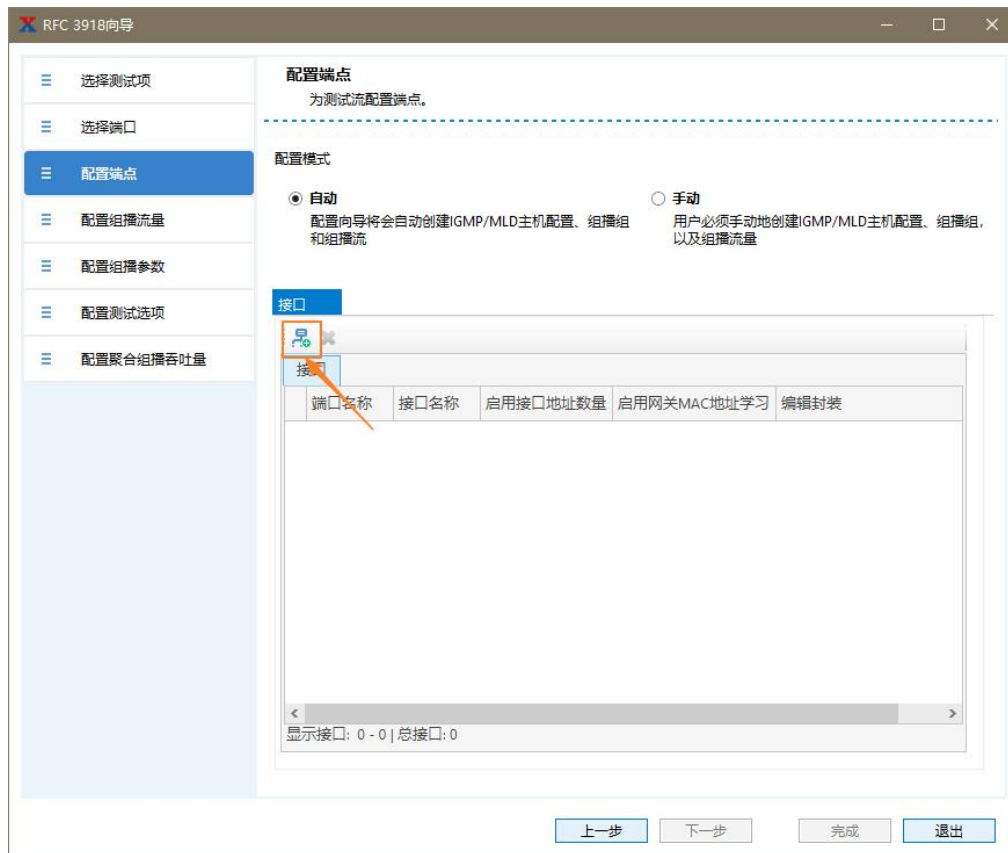 RFC 3918向导
选择测试项
选择端口
配置端点
配置组播流量
配置组播参数
配置测试选项
配置聚合组播吞吐量
配置端点
为测试流配置端点。
配置模式
自动
配置向导将会自动创建IGMP/MLD主机配置、组播组
和组播流
手动
用户必须手动地创建IGMP/MLD主机配置、组播组,
以及组播流量
接口
接口
端口名称 接口名称 启用接口地址数量 启用网关MAC地址学习 编辑封装
显示接口: 0 - 0 | 总接口: 0
上一步 下一步 完成 退出